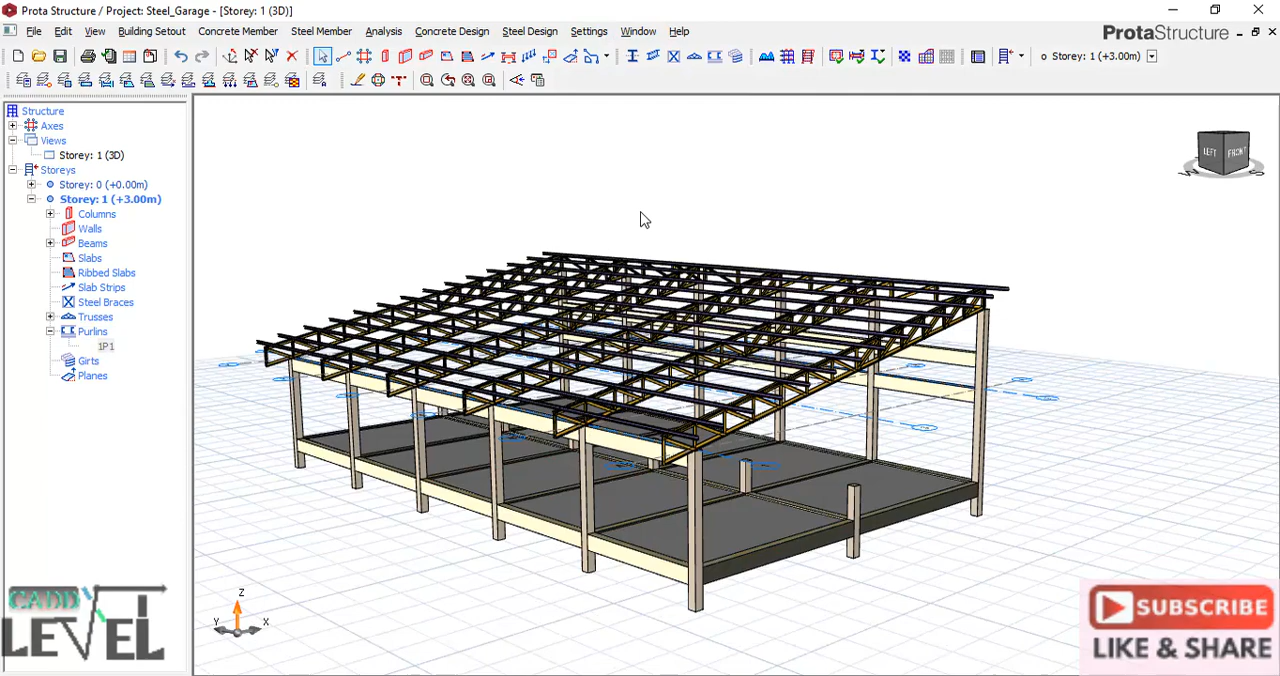 Prota Structure / Project: Steel_Garage - [Storey: 1 (3D)]
File Edit View Building Setout Concrete Member Steel Member Analysis Concrete Design Steel Design Settings Window Help
ProtaStructure
Storey: 1 (+3.00m)
Structure
Axes
Views
Storey: 1 (3D)
Storeys
Storey: 0 (+0.00m)
Storey: 1 (+3.00m)
Columns
Walls
Beams
Slabs
Ribbed Slabs
Slab Strips
Steel Braces
Trusses
Purlins
1P1
Girts
Planes
LEFT FRONT
W S
Z
Y X
CADD
LEVEL
SUBSCRIBE
LIKE & SHARE